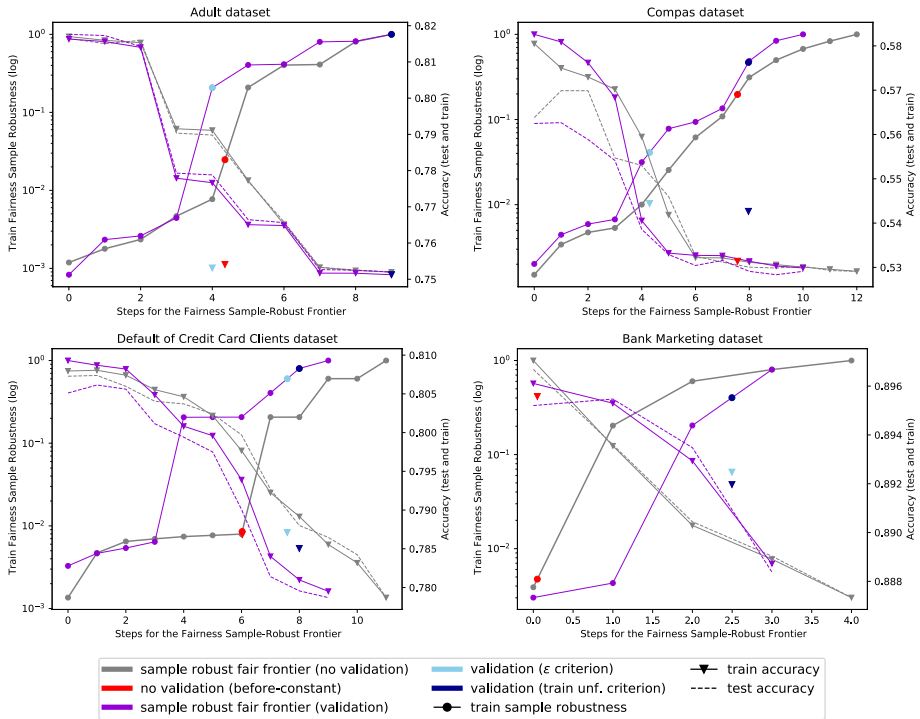 Adult dataset
Compas dataset
10⁰
10⁻¹
10⁻²
10⁻³
Train Fairness Sample Robustness (log)
0.82
0.81
0.80
0.79
0.78
0.77
0.76
0.75
Accuracy (test and train)
0 2 4 6 8
Steps for the Fairness Sample-Robust Frontier
10⁰
10⁻¹
10⁻²
10⁻³
Train Fairness Sample Robustness (log)
0.58
0.57
0.56
0.55
0.54
0.53
Accuracy (test and train)
0 2 4 6 8 10 12
Steps for the Fairness Sample-Robust Frontier
Default of Credit Card Clients dataset
Bank Marketing dataset
10⁰
10⁻¹
10⁻²
10⁻³
Train Fairness Sample Robustness (log)
0.810
0.805
0.800
0.795
0.790
0.785
0.780
Accuracy (test and train)
0 2 4 6 8 10
Steps for the Fairness Sample-Robust Frontier
10⁰
10⁻¹
10⁻²
Train Fairness Sample Robustness (log)
0.896
0.894
0.892
0.890
0.888
Accuracy (test and train)
0.0 0.5 1.0 1.5 2.0 2.5 3.0 3.5 4.0
Steps for the Fairness Sample-Robust Frontier
sample robust fair frontier (no validation)
no validation (before-constant)
sample robust fair frontier (validation)
validation (ε criterion)
validation (train unf. criterion)
train sample robustness
train accuracy
test accuracy